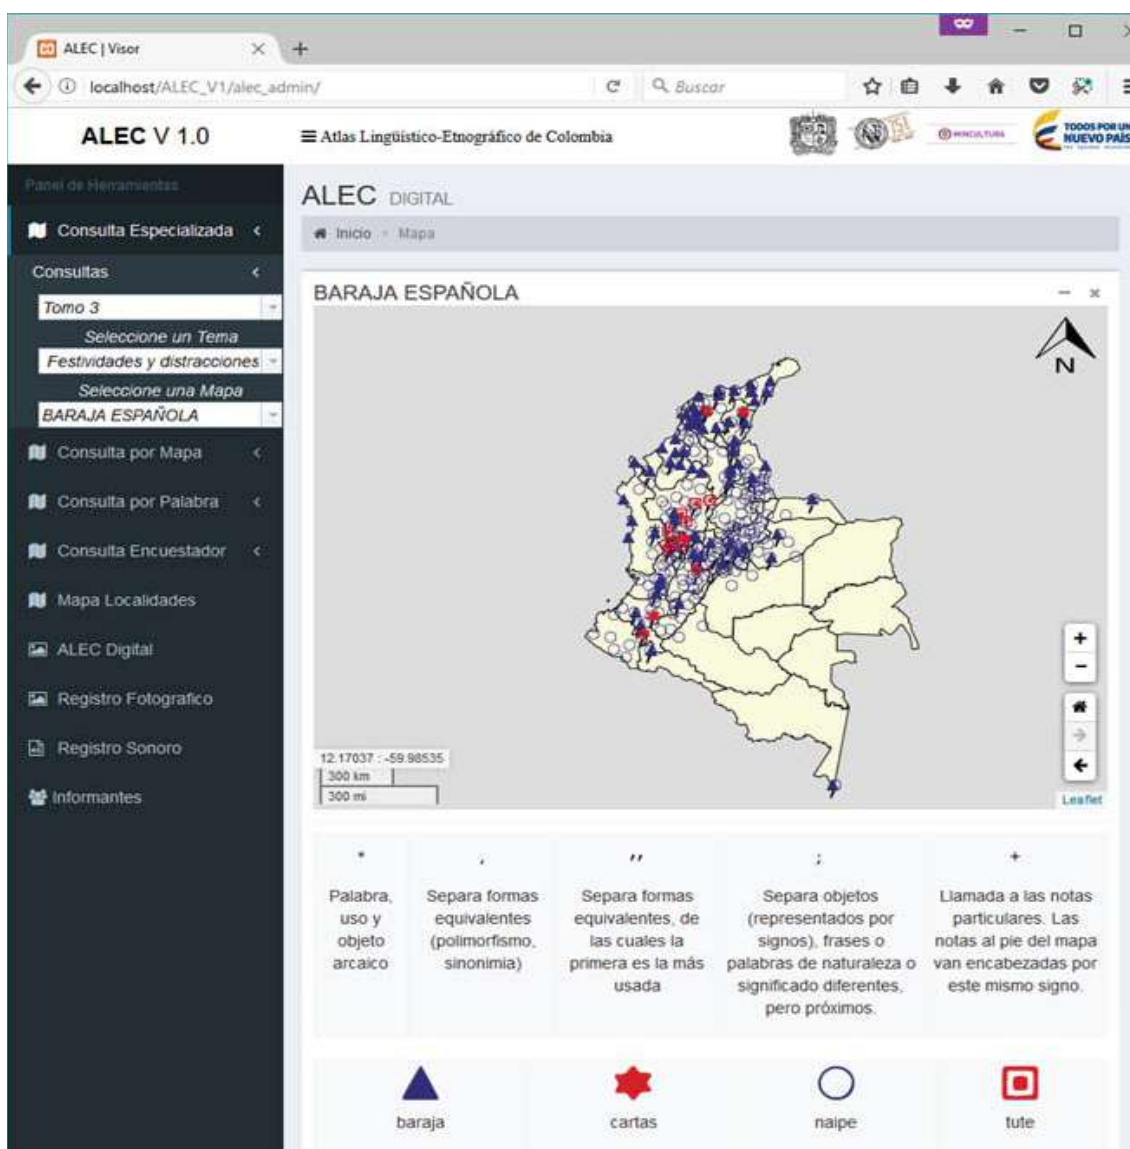 ALEC | Visor
localhost/ALEC_V1/alec_admin/
Buscar
ALEC V 1.0
Atlas Lingüístico-Etnográfico de Colombia
MINCULTURA
TODOS POR UN
NUEVO PAÍS
Panel de Herramientas
Consulta Especializada
Consultas
Tomo 3
Seleccione un Tema
Festividades y distracciones
Seleccione una Mapa
BARAJA ESPAÑOLA
Consulta por Mapa
Consulta por Palabra
Consulta Encuestador
Mapa Localidades
ALEC Digital
Registro Fotografico
Registro Sonoro
Informantes
ALEC DIGITAL
Inicio > Mapa
BARAJA ESPAÑOLA
N
+
−
12.17037 : -59.98535
300 km
300 mi
Leaflet
*
Palabra,
uso y
objeto
arcaico
,
Separa formas
equivalentes
(polimorfismo,
sinonimia)
,,
Separa formas
equivalentes, de
las cuales la
primera es la más
usada
;
Separa objetos
(representados por
signos), frases o
palabras de naturaleza o
significado diferentes,
pero próximos.
+
Llamada a las notas
particulares. Las
notas al pie del mapa
van encabezadas por
este mismo signo.
baraja
cartas
naipe
tute